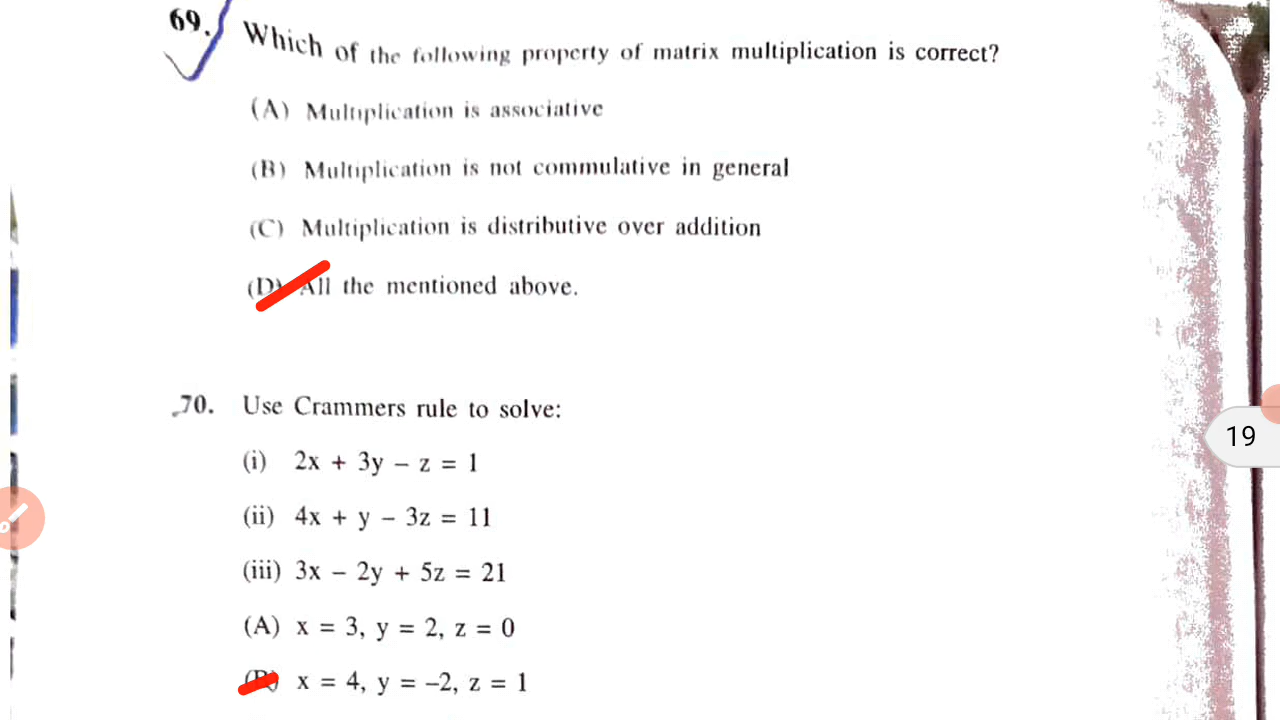 69. Which of the following property of matrix multiplication is correct?
(A) Multiplication is associative
(B) Multiplication is not commulative in general
(C) Multiplication is distributive over addition
(D) All the mentioned above.
70. Use Crammers rule to solve:
(i) 2x + 3y – z = 1
(ii) 4x + y – 3z = 11
19
(iii) 3x – 2y + 5z = 21
(A) x = 3, y = 2, z = 0
(B) x = 4, y = –2, z = 1